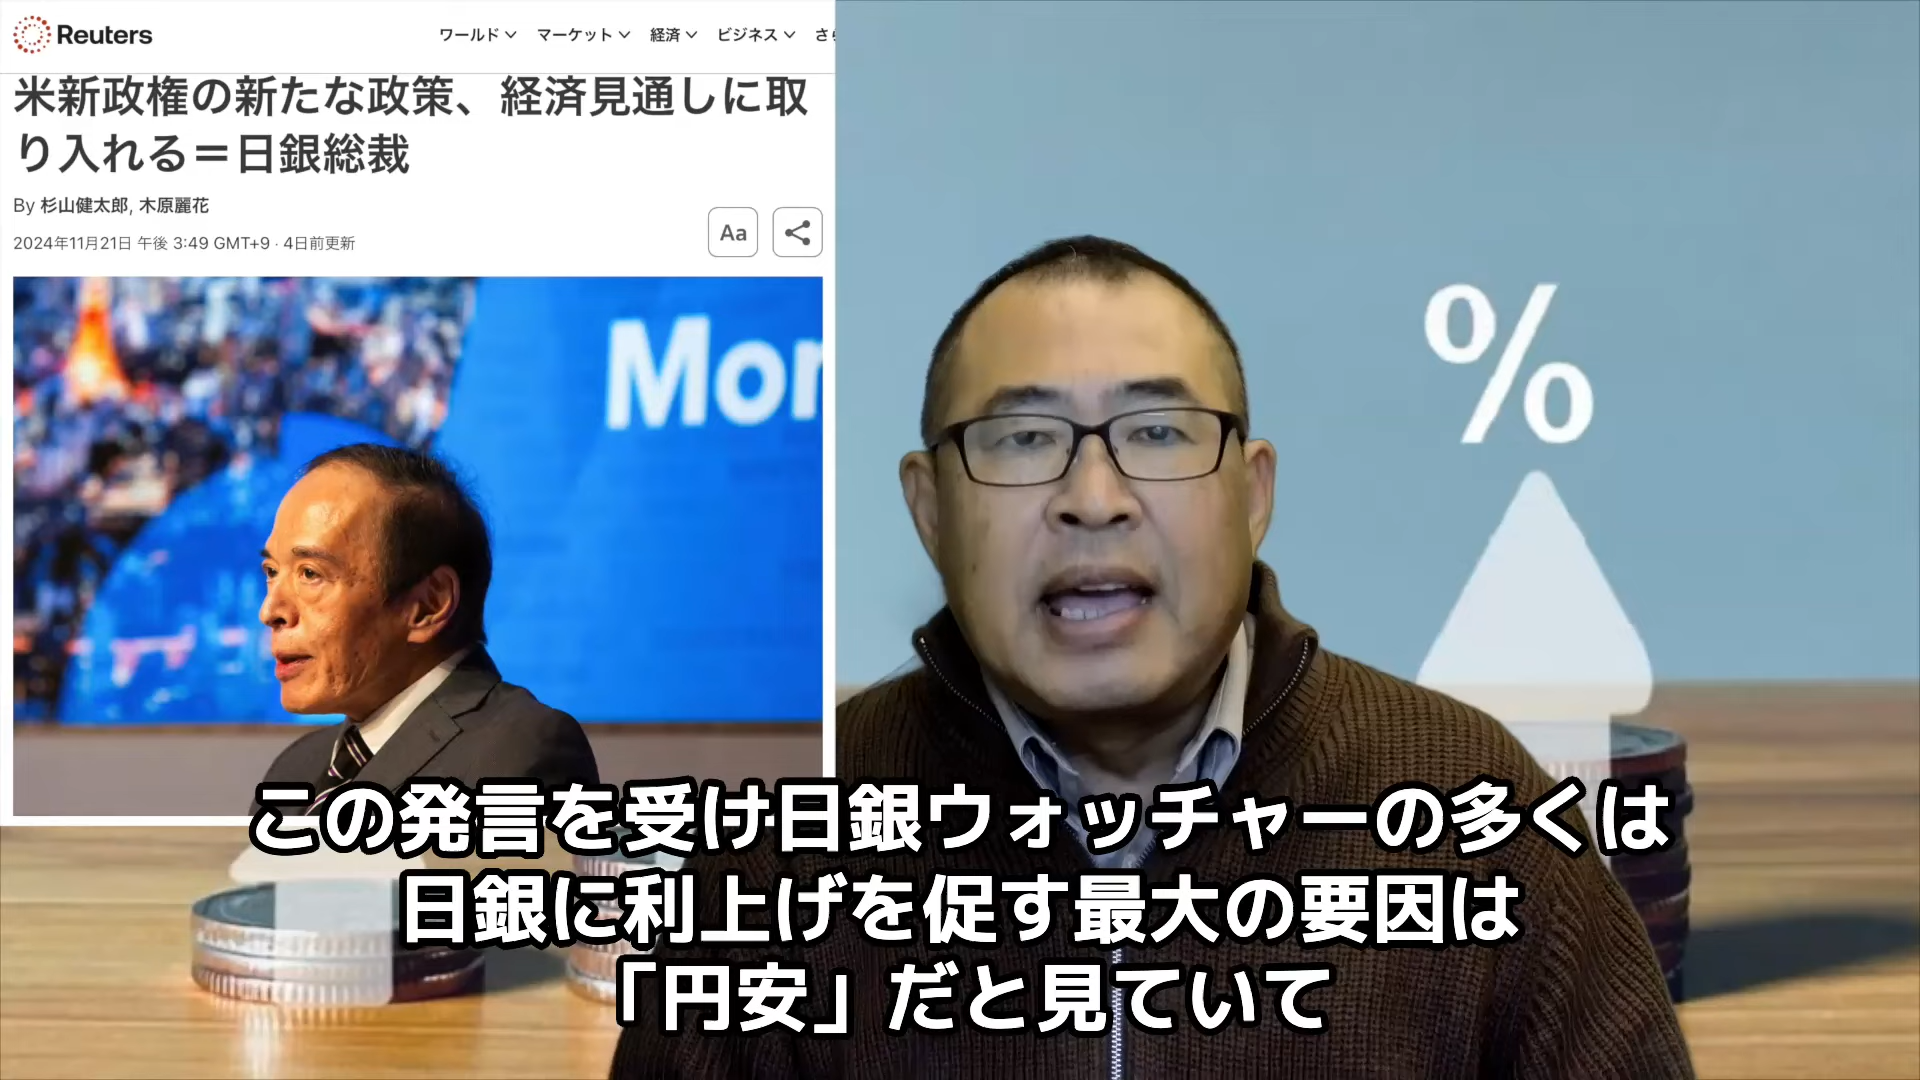 Reuters
ワールド マーケット 経済 ビジネス
米新政権の新たな政策、経済見通しに取
り入れる＝日銀総裁
By 杉山健太郎, 木原麗花
2024年11月21日 午後 3:49 GMT+9 · 4日前更新
Aa
Mor
%
この発言を受け日銀ウォッチャーの多くは
日銀に利上げを促す最大の要因は
「円安」だと見ていて